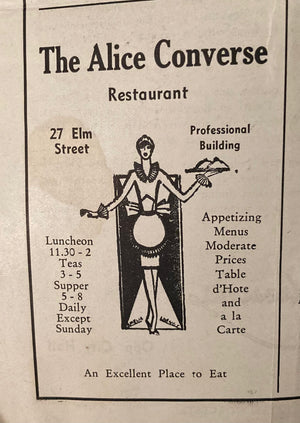 The Alice Converse
Restaurant
27 Elm
Street
Professional
Building
Luncheon
11.30 - 2
Teas
3 - 5
Supper
5 - 8
Daily
Except
Sunday
Appetizing
Menus
Moderate
Prices
Table
d'Hote
and
a la
Carte
An Excellent Place to Eat